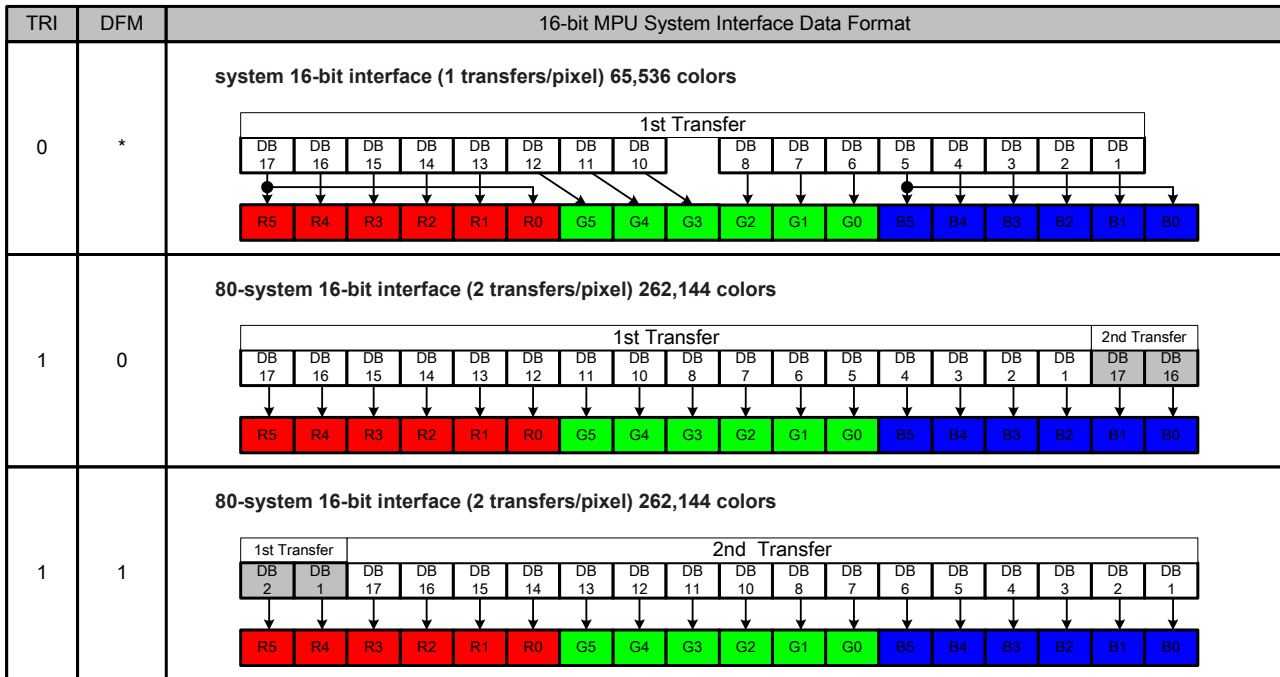 TRI DFM 16-bit MPU System Interface Data Format
system 16-bit interface (1 transfers/pixel) 65,536 colors
0 *
1st Transfer
DB 17 DB 16 DB 15 DB 14 DB 13 DB 12 DB 11 DB 10 DB 8 DB 7 DB 6 DB 5 DB 4 DB 3 DB 2 DB 1
R5 R4 R3 R2 R1 R0 G5 G4 G3 G2 G1 G0 B5 B4 B3 B2 B1 B0
80-system 16-bit interface (2 transfers/pixel) 262,144 colors
1 0
1st Transfer 2nd Transfer
DB 17 DB 16 DB 15 DB 14 DB 13 DB 12 DB 11 DB 10 DB 8 DB 7 DB 6 DB 5 DB 4 DB 3 DB 2 DB 1 DB 17 DB 16
R5 R4 R3 R2 R1 R0 G5 G4 G3 G2 G1 G0 B5 B4 B3 B2 B1 B0
80-system 16-bit interface (2 transfers/pixel) 262,144 colors
1 1
1st Transfer 2nd Transfer
DB 2 DB 1 DB 17 DB 16 DB 15 DB 14 DB 13 DB 12 DB 11 DB 10 DB 8 DB 7 DB 6 DB 5 DB 4 DB 3 DB 2 DB 1
R5 R4 R3 R2 R1 R0 G5 G4 G3 G2 G1 G0 B5 B4 B3 B2 B1 B0